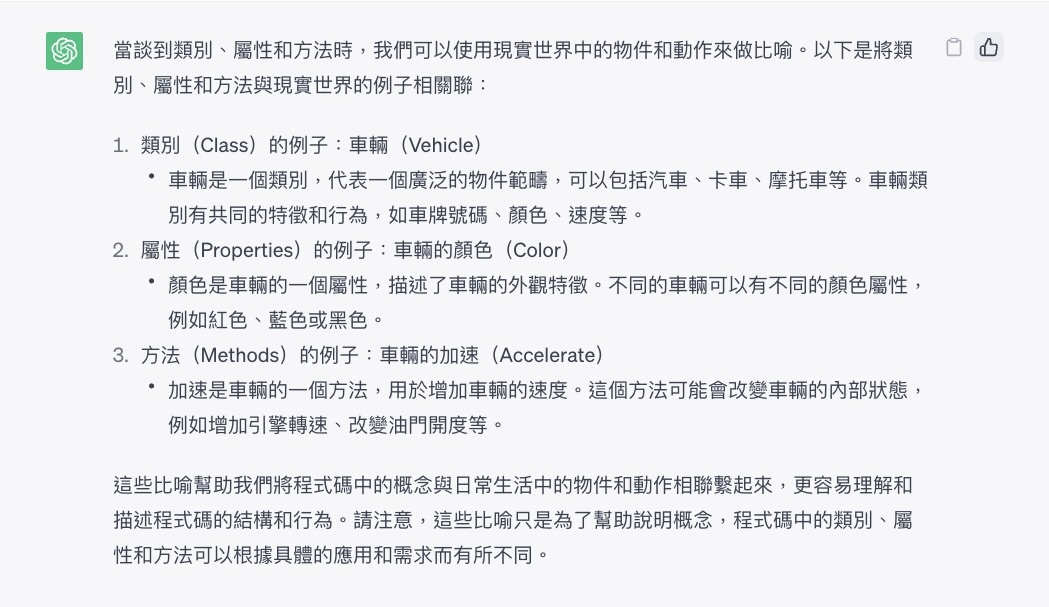 當談到類別、屬性和方法時，我們可以使用現實世界中的物件和動作來做比喻。以下是將類
別、屬性和方法與現實世界的例子相關聯：
1. 類別（Class）的例子：車輛（Vehicle）
• 車輛是一個類別，代表一個廣泛的物件範疇，可以包括汽車、卡車、摩托車等。車輛類
別有共同的特徵和行為，如車牌號碼、顏色、速度等。
2. 屬性（Properties）的例子：車輛的顏色（Color）
• 顏色是車輛的一個屬性，描述了車輛的外觀特徵。不同的車輛可以有不同的顏色屬性，
例如紅色、藍色或黑色。
3. 方法（Methods）的例子：車輛的加速（Accelerate）
• 加速是車輛的一個方法，用於增加車輛的速度。這個方法可能會改變車輛的內部狀態，
例如增加引擎轉速、改變油門開度等。
這些比喻幫助我們將程式碼中的概念與日常生活中的物件和動作相聯繫起來，更容易理解和
描述程式碼的結構和行為。請注意，這些比喻只是為了幫助說明概念，程式碼中的類別、屬
性和方法可以根據具體的應用和需求而有所不同。